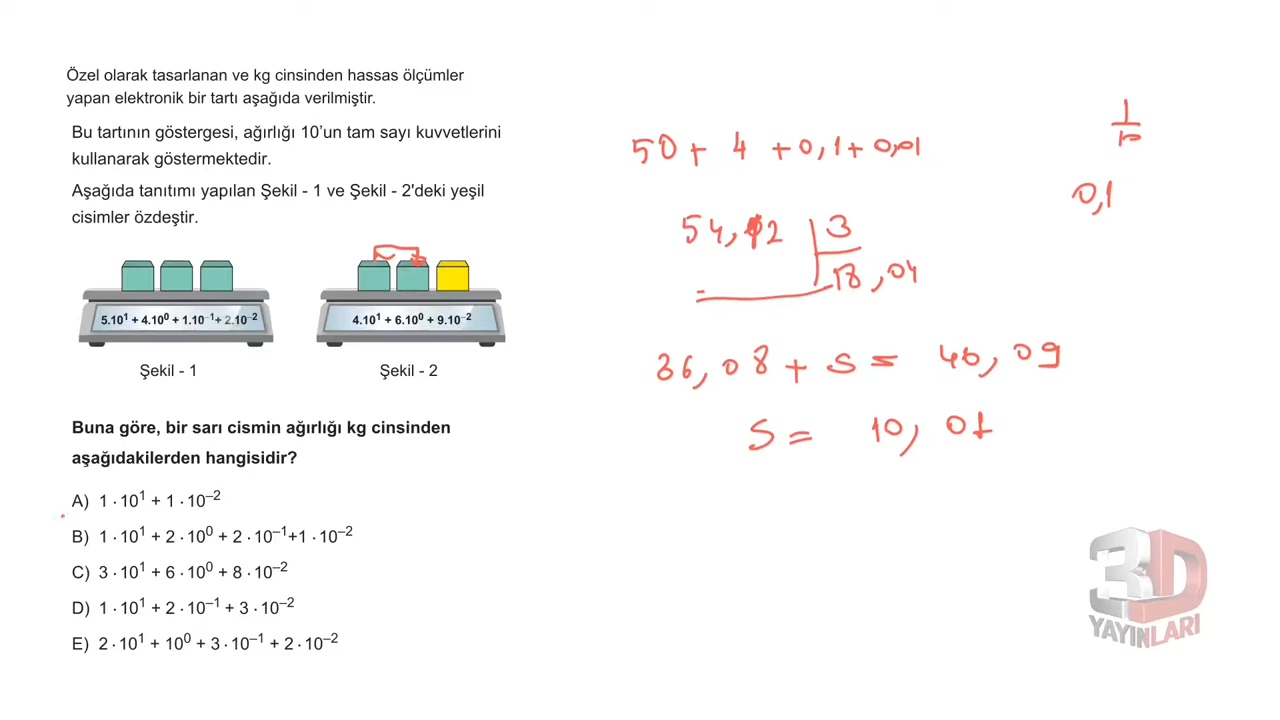 Özel olarak tasarlanan ve kg cinsinden hassas ölçümler
yapan elektronik bir tartı aşağıda verilmiştir.
Bu tartının göstergesi, ağırlığı 10'un tam sayı kuvvetlerini
kullanarak göstermektedir.
Aşağıda tanıtımı yapılan Şekil - 1 ve Şekil - 2'deki yeşil
cisimler özdeştir.
5.10¹ + 4.10⁰ + 1.10⁻¹+ 2.10⁻²
4.10¹ + 6.10⁰ + 9.10⁻²
Şekil - 1
Şekil - 2
Buna göre, bir sarı cismin ağırlığı kg cinsinden
aşağıdakilerden hangisidir?
A) 1 · 10¹ + 1 · 10⁻²
B) 1 · 10¹ + 2 · 10⁰ + 2 · 10⁻¹+1 · 10⁻²
C) 3 · 10¹ + 6 · 10⁰ + 8 · 10⁻²
D) 1 · 10¹ + 2 · 10⁻¹ + 3 · 10⁻²
E) 2 · 10¹ + 10⁰ + 3 · 10⁻¹ + 2 · 10⁻²
50 + 4 + 0,1 + 0,01
54,12 3
18,04
36,08 + S = 46,09
S = 10,01
1
10
0,1
3D
YAYINLARI